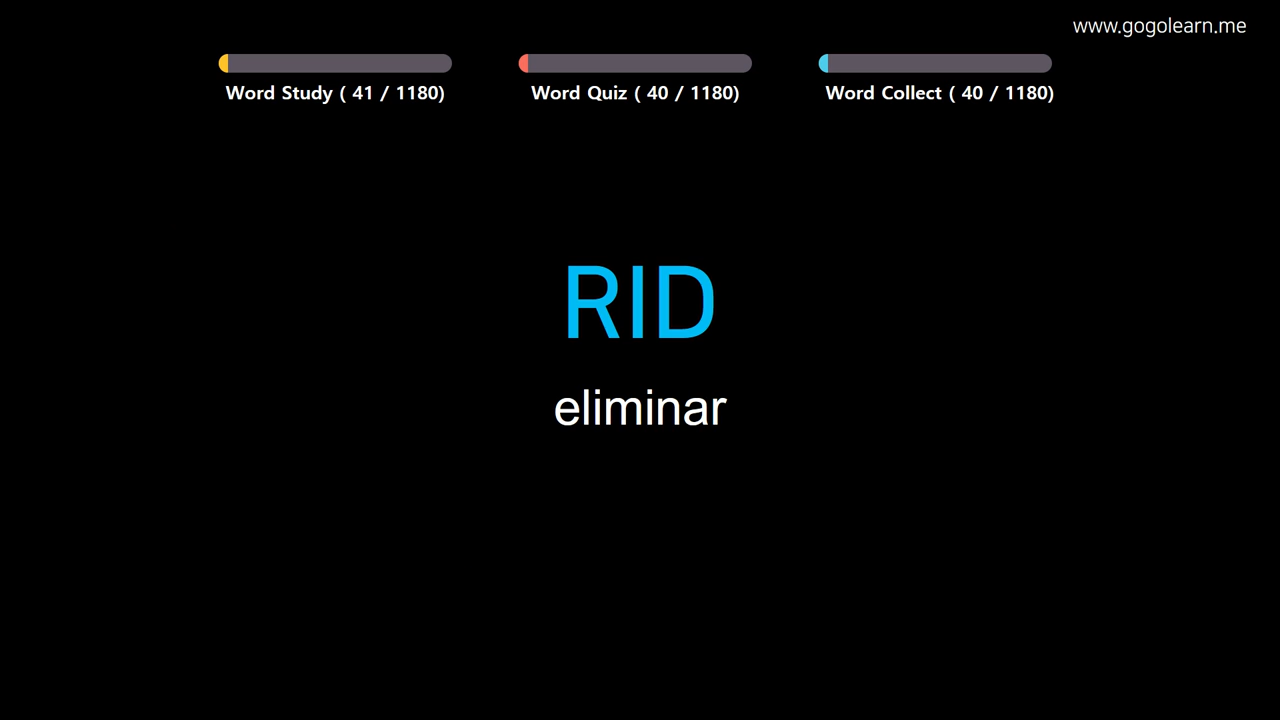 www.gogolearn.me
Word Study ( 41 / 1180)
Word Quiz ( 40 / 1180)
Word Collect ( 40 / 1180)
RID
eliminar